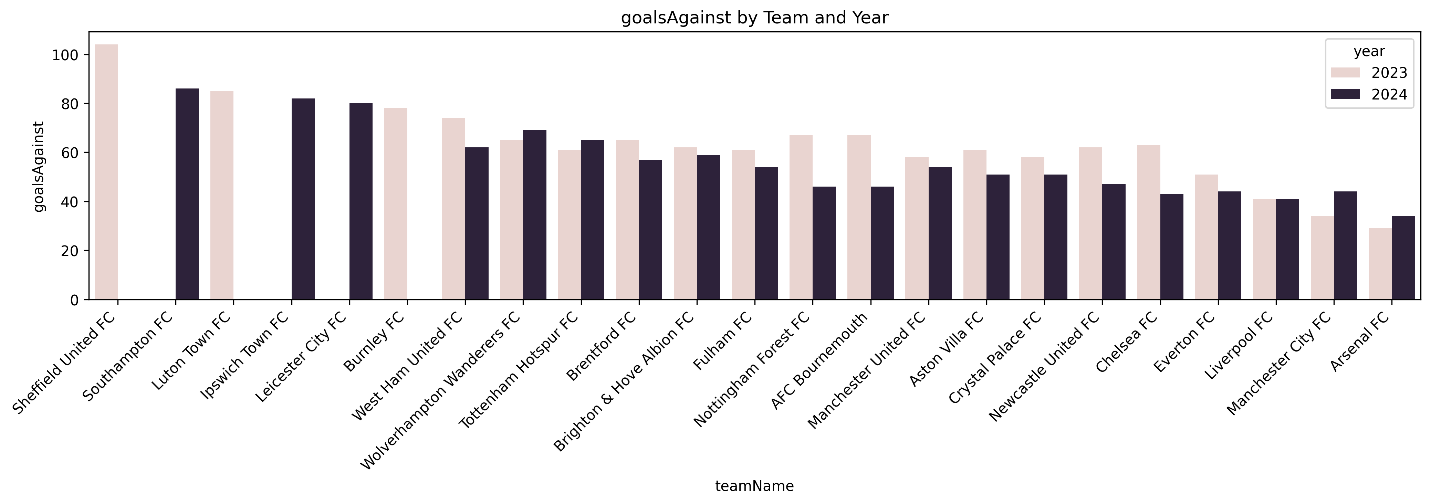 goalsAgainst by Team and Year
goalsAgainst
100
80
60
40
20
0
year
2023
2024
Sheffield United FC
Southampton FC
Luton Town FC
Ipswich Town FC
Leicester City FC
Burnley FC
West Ham United FC
Wolverhampton Wanderers FC
Tottenham Hotspur FC
Brentford FC
Brighton & Hove Albion FC
Fulham FC
Nottingham Forest FC
AFC Bournemouth
Manchester United FC
Aston Villa FC
Crystal Palace FC
Newcastle United FC
Chelsea FC
Everton FC
Liverpool FC
Manchester City FC
Arsenal FC
teamName